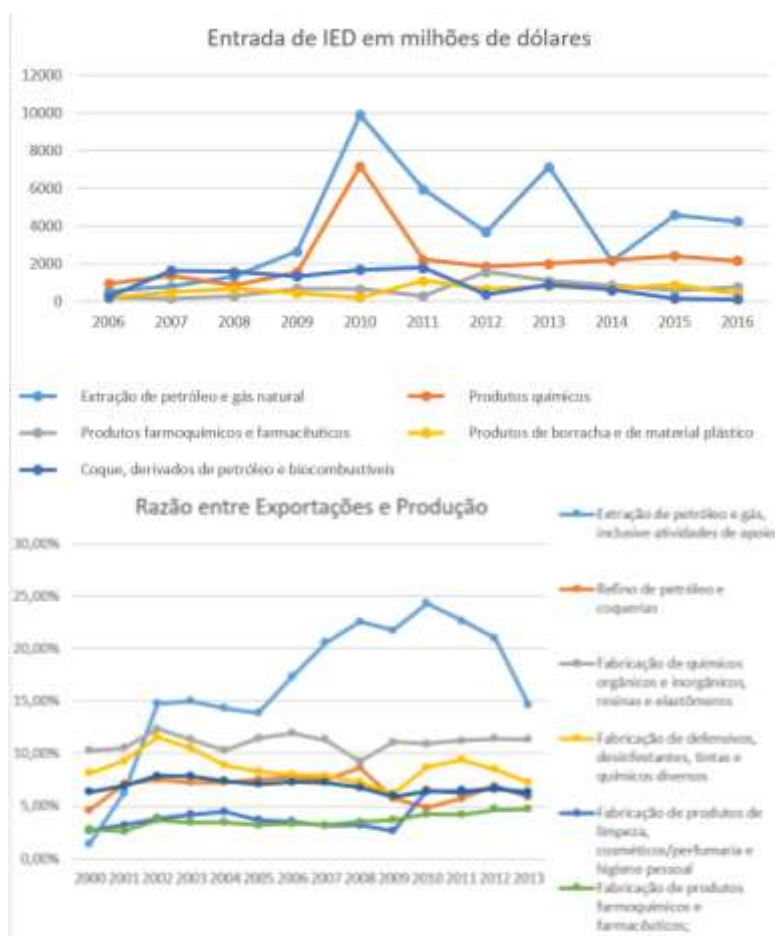 Entrada de IED em milhões de dólares
12000
10000
8000
6000
4000
2000
0
2006 2007 2008 2009 2010 2011 2012 2013 2014 2015 2016
Extração de petróleo e gás natural
Produtos químicos
Produtos farmoquímicos e farmacêuticos
Produtos de borracha e de material plástico
Coque, derivados de petróleo e biocombustíveis
Razão entre Exportações e Produção
30,00%
25,00%
20,00%
15,00%
10,00%
5,00%
0,00%
2000 2001 2002 2003 2004 2005 2006 2007 2008 2009 2010 2011 2012 2013
Extração de petróleo e gás,
inclusive atividades de apoio
Refino de petróleo e
coquerias
Fabricação de químicos
orgânicos e inorgânicos,
resinas e elastômeros
Fabricação de defensivos,
desinfestantes, tintas e
químicos diversos
Fabricação de produtos de
limpeza,
cosméticos/perfumaria e
higiene pessoal
Fabricação de produtos
farmoquímicos e
farmacêuticos;